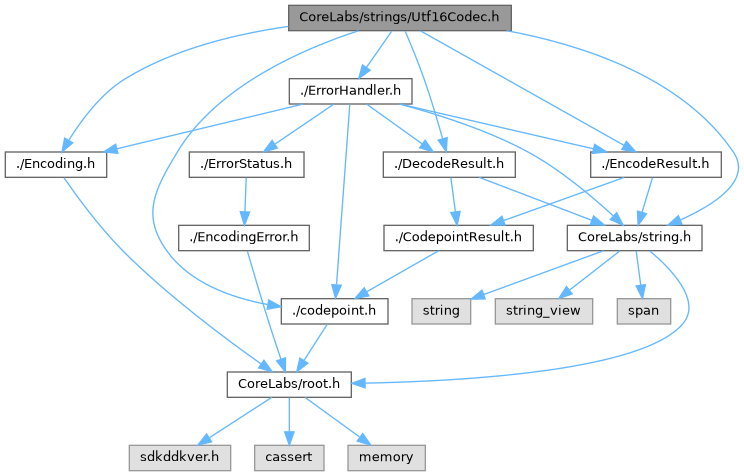 CoreLabs/strings/Utf16Codec.h
./ErrorHandler.h
./Encoding.h
./ErrorStatus.h
./DecodeResult.h
./EncodeResult.h
./EncodingError.h
./CodepointResult.h
CoreLabs/string.h
./codepoint.h
string
string_view
span
CoreLabs/root.h
sdkddkver.h
cassert
memory